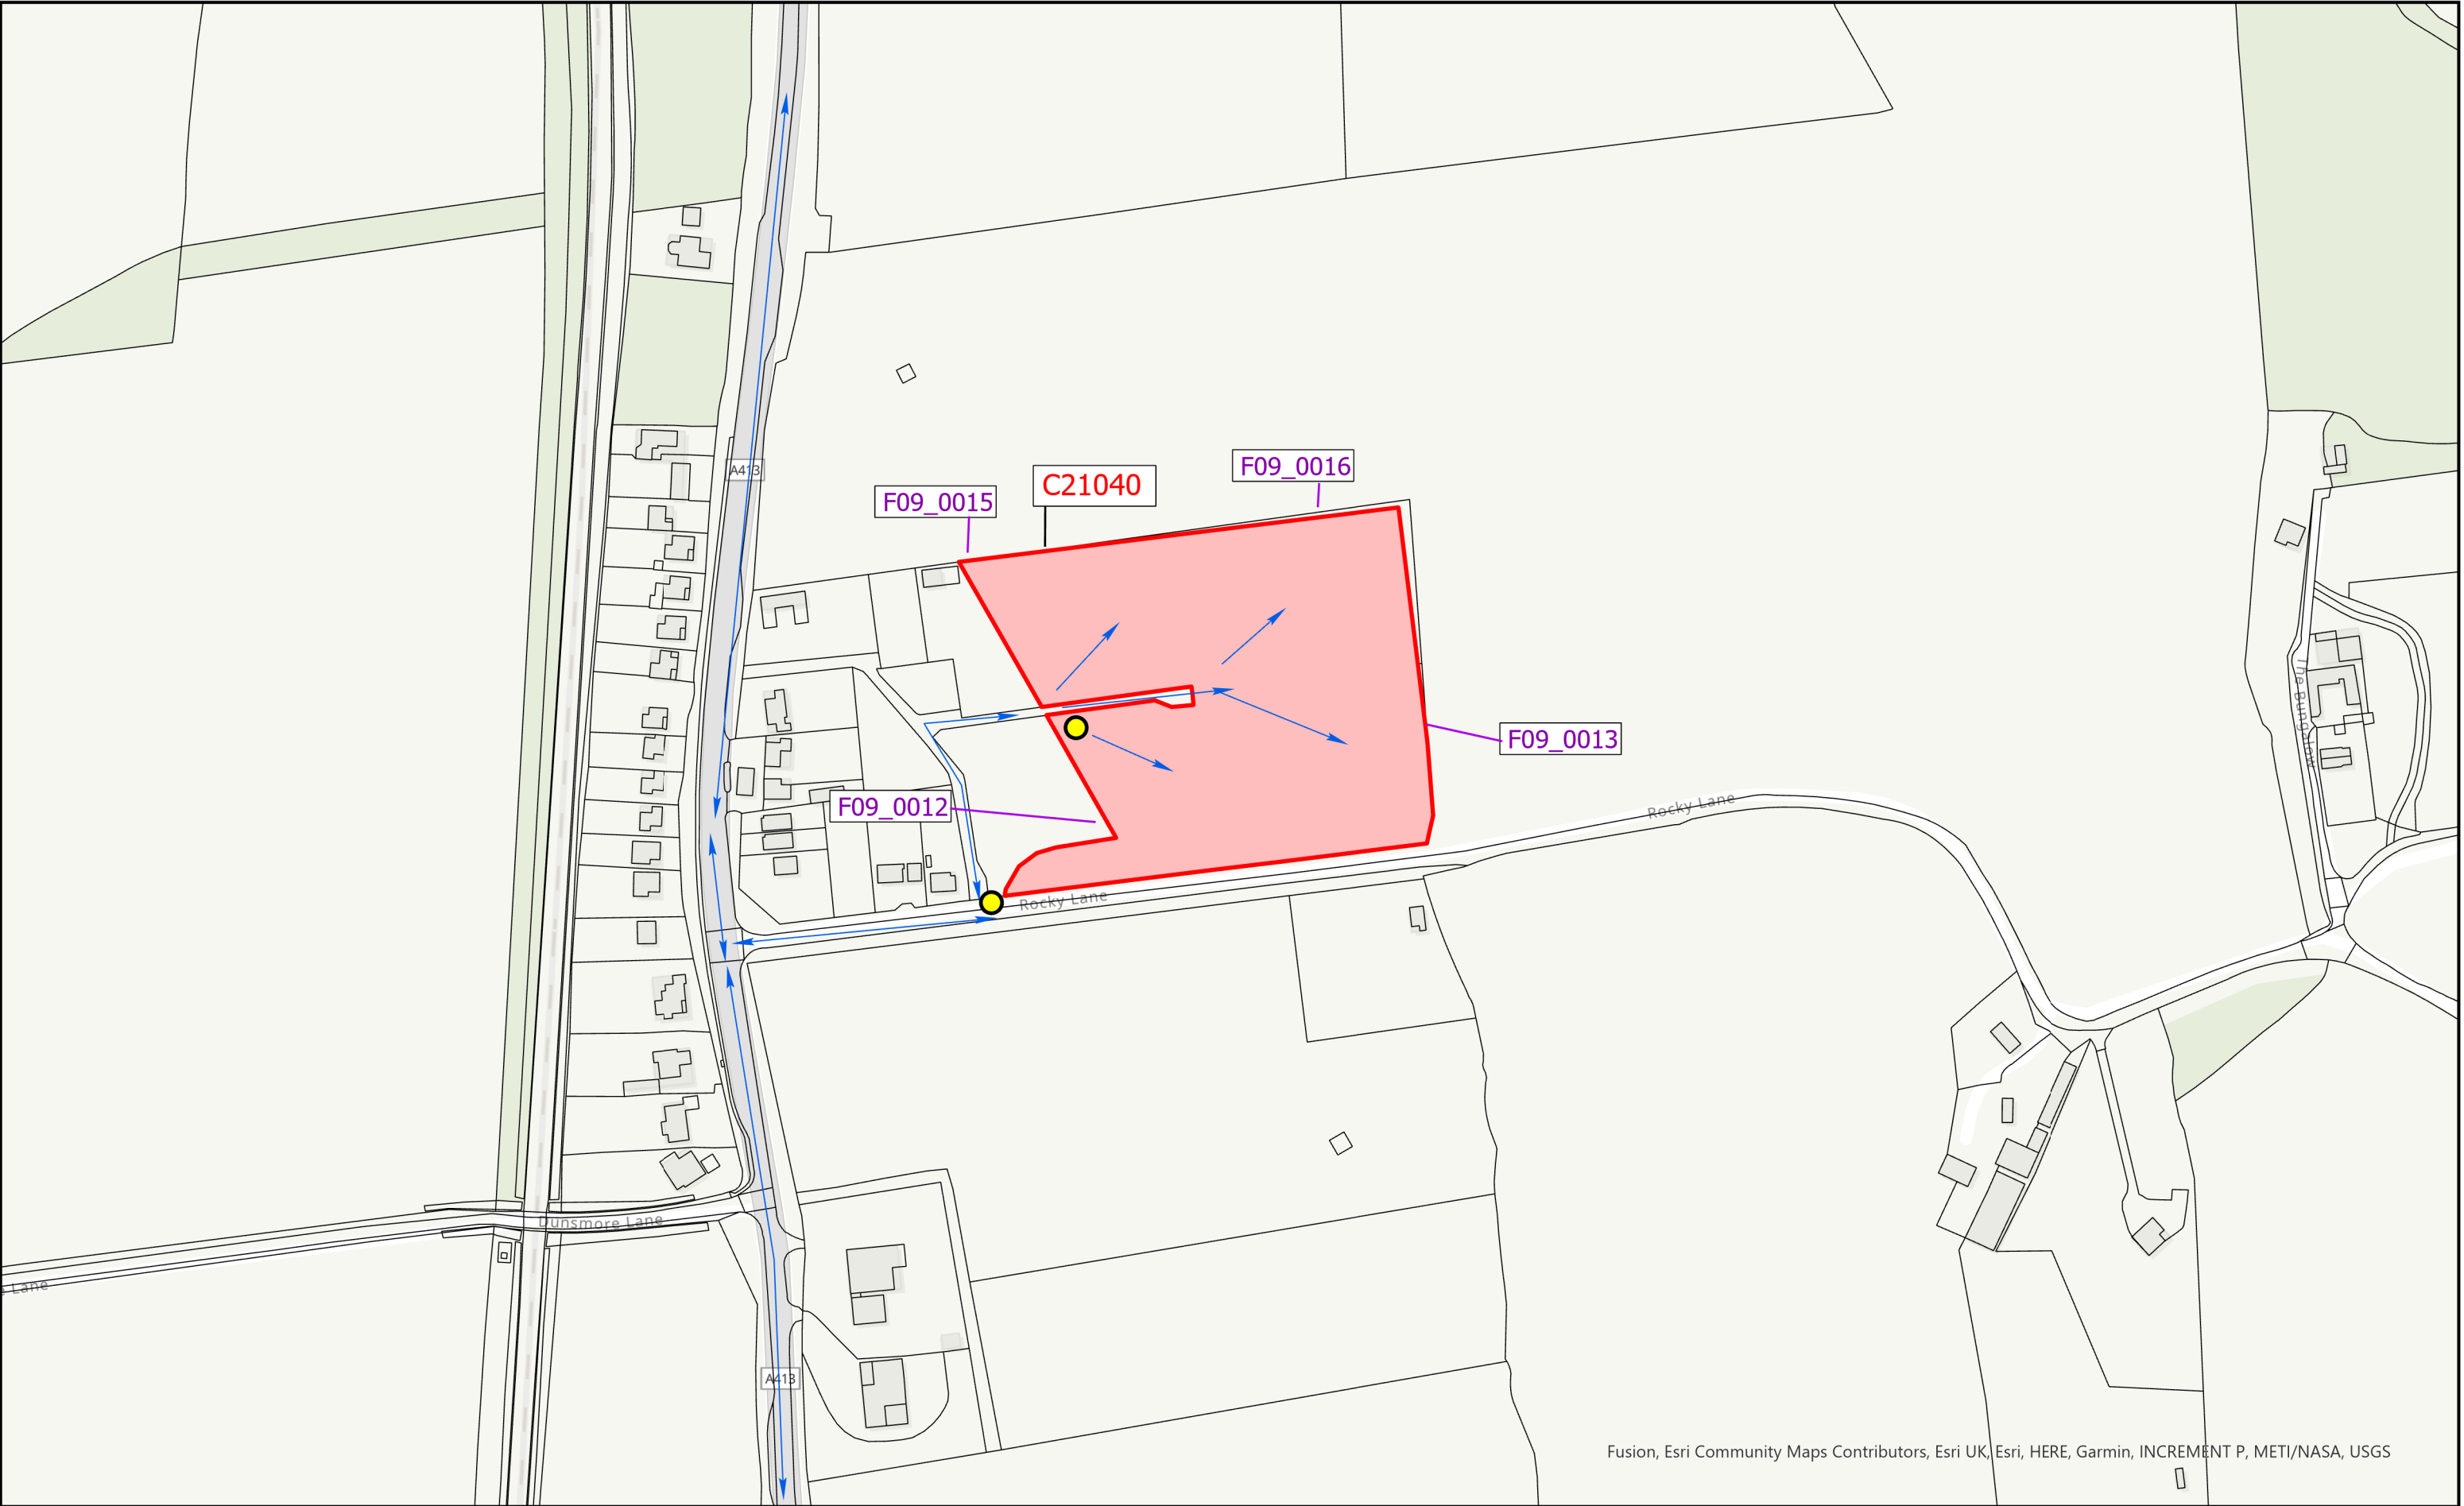 A413
F09_0016
C21040
F09_0015
The Bungalow
F09_0013
F09_0012
Rocky Lane
Rocky Lane
Dunsmore Lane
e Lane
A413
Fusion, Esri Community Maps Contributors, Esri UK, Esri, HERE, Garmin, INCREMENT P, METI/NASA, USGS